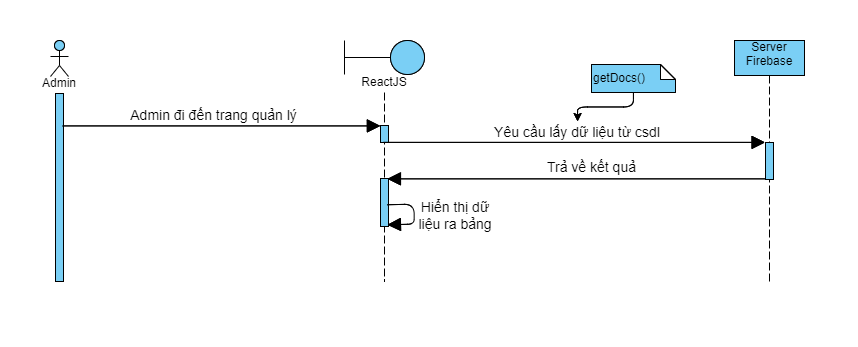 Server
Firebase
getDocs()
Admin
ReactJS
Admin đi đến trang quản lý
Yêu cầu lấy dữ liệu từ csdl
Trả về kết quả
Hiển thị dữ
liệu ra bảng